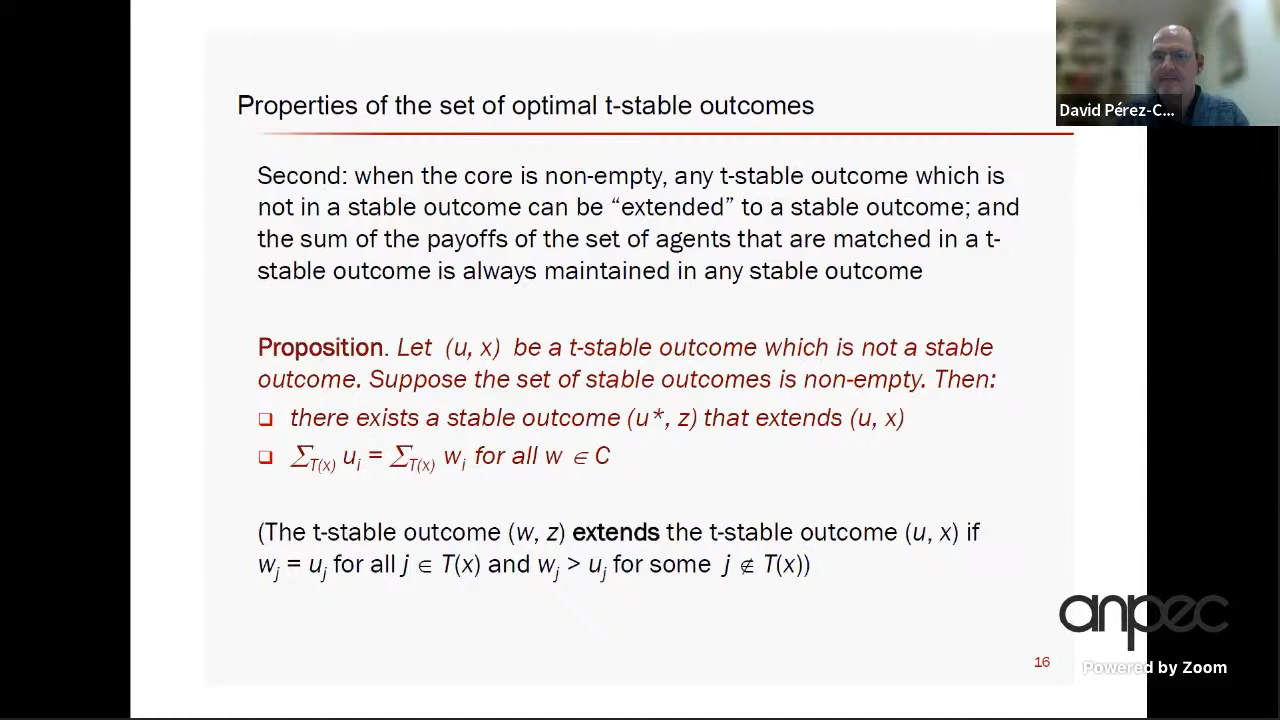 Properties of the set of optimal t-stable outcomes
David Pérez-C...
Second: when the core is non-empty, any t-stable outcome which is
not in a stable outcome can be “extended” to a stable outcome; and
the sum of the payoffs of the set of agents that are matched in a t-
stable outcome is always maintained in any stable outcome
Proposition. Let (u, x) be a t-stable outcome which is not a stable
outcome. Suppose the set of stable outcomes is non-empty. Then:
❑ there exists a stable outcome (u*, z) that extends (u, x)
❑ ∑T(x) ui = ∑T(x) wi for all w ∈ C
(The t-stable outcome (w, z) extends the t-stable outcome (u, x) if
wj = uj for all j ∈ T(x) and wj > uj for some j ∉ T(x))
anpec
16
Powered by Zoom